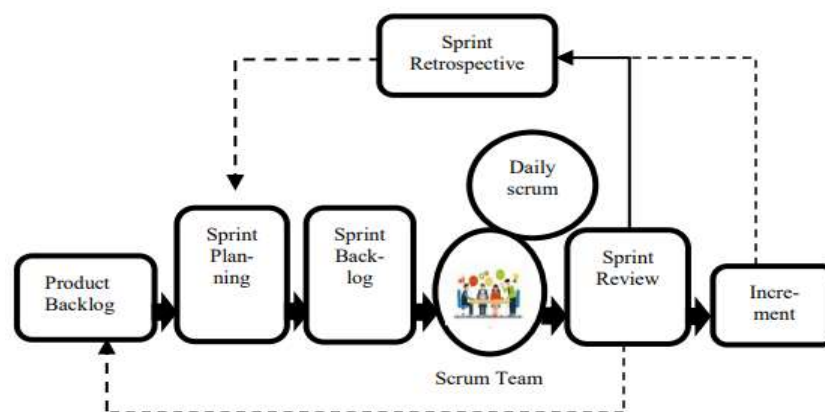 Sprint
Retrospective
Daily
scrum
Product
Backlog
Sprint
Plan-
ning
Sprint
Back-
log
Scrum Team
Sprint
Review
Incre-
ment